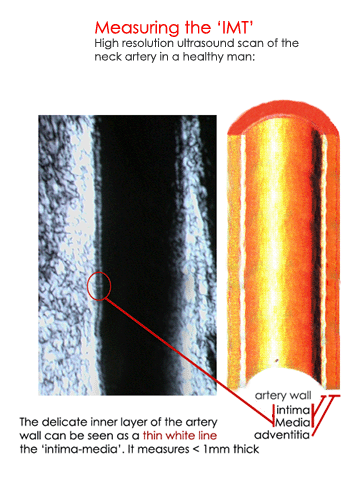 Measuring the 'IMT'
High resolution ultrasound scan of the
neck artery in a healthy man:
artery wall
intima
Media
adventitia
The delicate inner layer of the artery
wall can be seen as a thin white line
the 'intima-media'. It measures < 1mm thick